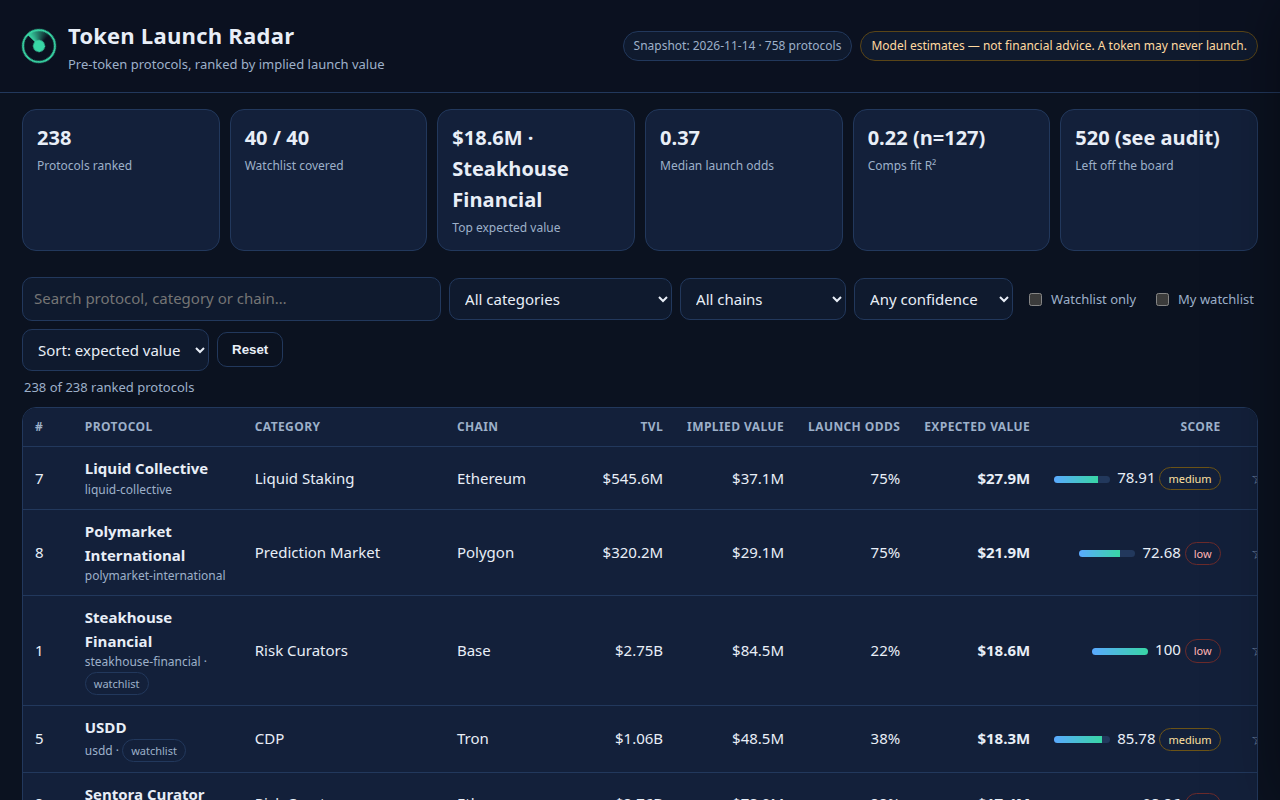 Token Launch Radar
Pre-token protocols, ranked by implied launch value
Snapshot: 2026-11-14 · 758 protocols
Model estimates — not financial advice. A token may never launch.
238
Protocols ranked
40 / 40
Watchlist covered
$18.6M ·
Steakhouse
Financial
Top expected value
0.37
Median launch odds
0.22 (n=127)
Comps fit R²
520 (see audit)
Left off the board
Search protocol, category or chain...
All categories
All chains
Any confidence
Watchlist only
My watchlist
Sort: expected value
Reset
238 of 238 ranked protocols
# PROTOCOL CATEGORY CHAIN TVL IMPLIED VALUE LAUNCH ODDS EXPECTED VALUE SCORE
7 Liquid Collective Liquid Staking Ethereum $545.6M $37.1M 75% $27.9M 78.91 medium
liquid-collective
8 Polymarket International Prediction Market Polygon $320.2M $29.1M 75% $21.9M 72.68 low
polymarket-international
1 Steakhouse Financial Risk Curators Base $2.75B $84.5M 22% $18.6M 100 low
steakhouse-financial ·
watchlist
5 USDD CDP Tron $1.06B $48.5M 38% $18.3M 85.78 medium
usdd · watchlist
Sentora Curator